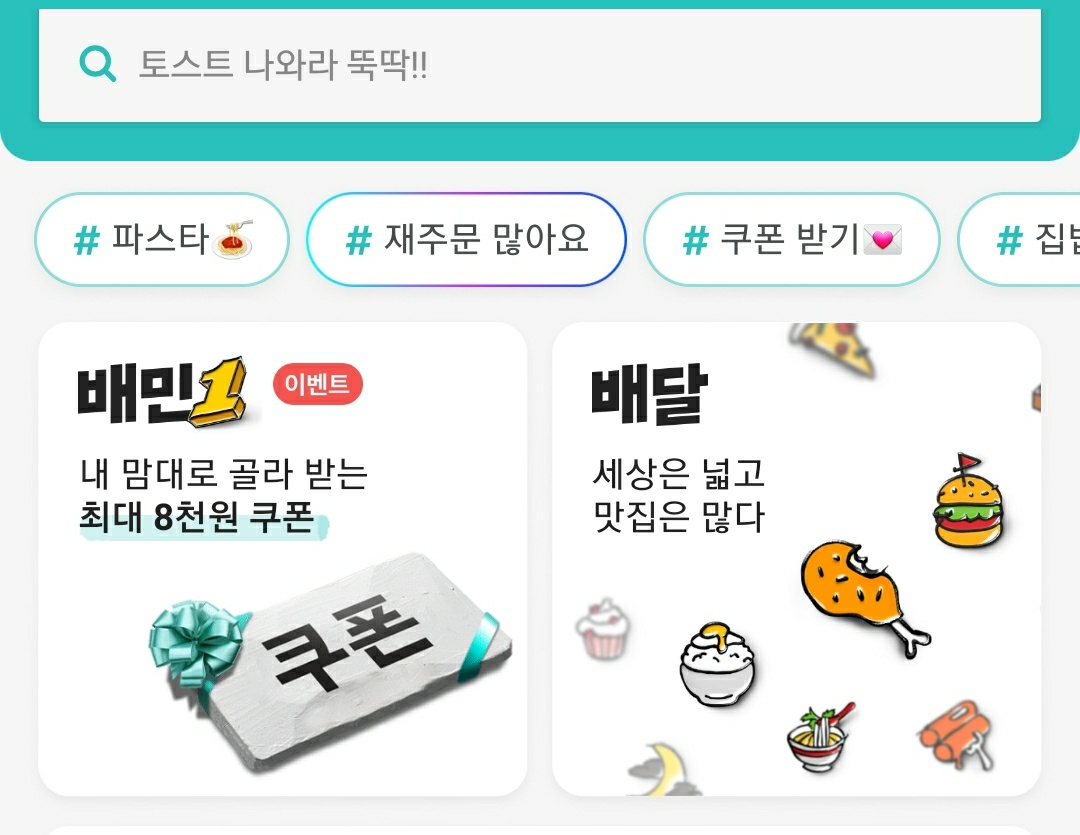 토스트 나와라 뚝딱!!
# 파스타
# 재주문 많아요
# 쿠폰 받기
# 집
배민1 이벤트
내 맘대로 골라 받는
최대 8천원 쿠폰
쿠폰
배달
세상은 넓고
맛집은 많다